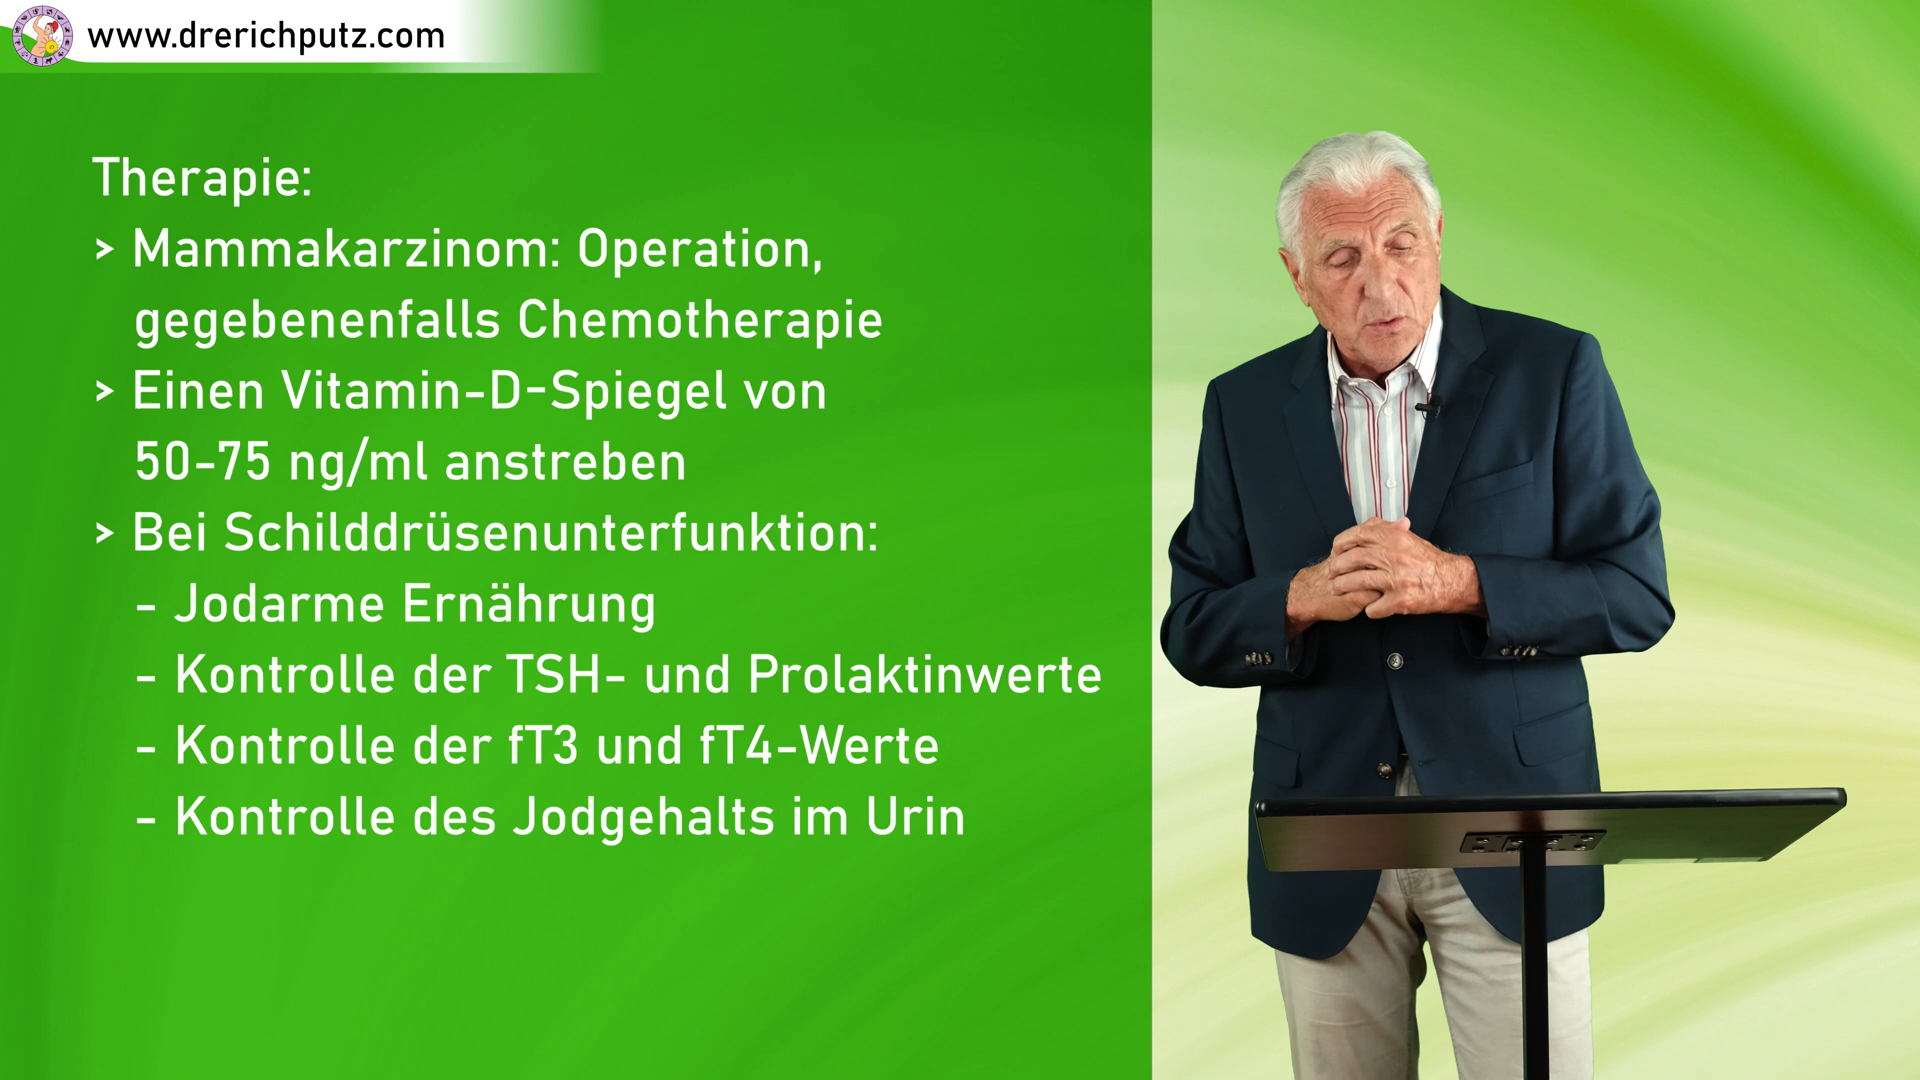 www.drerichputz.com
Therapie:
> Mammakarzinom: Operation,
gegebenenfalls Chemotherapie
> Einen Vitamin-D-Spiegel von
50-75 ng/ml anstreben
> Bei Schilddrüsenunterfunktion:
- Jodarme Ernährung
- Kontrolle der TSH- und Prolaktinwerte
- Kontrolle der fT3 und fT4-Werte
- Kontrolle des Jodgehalts im Urin